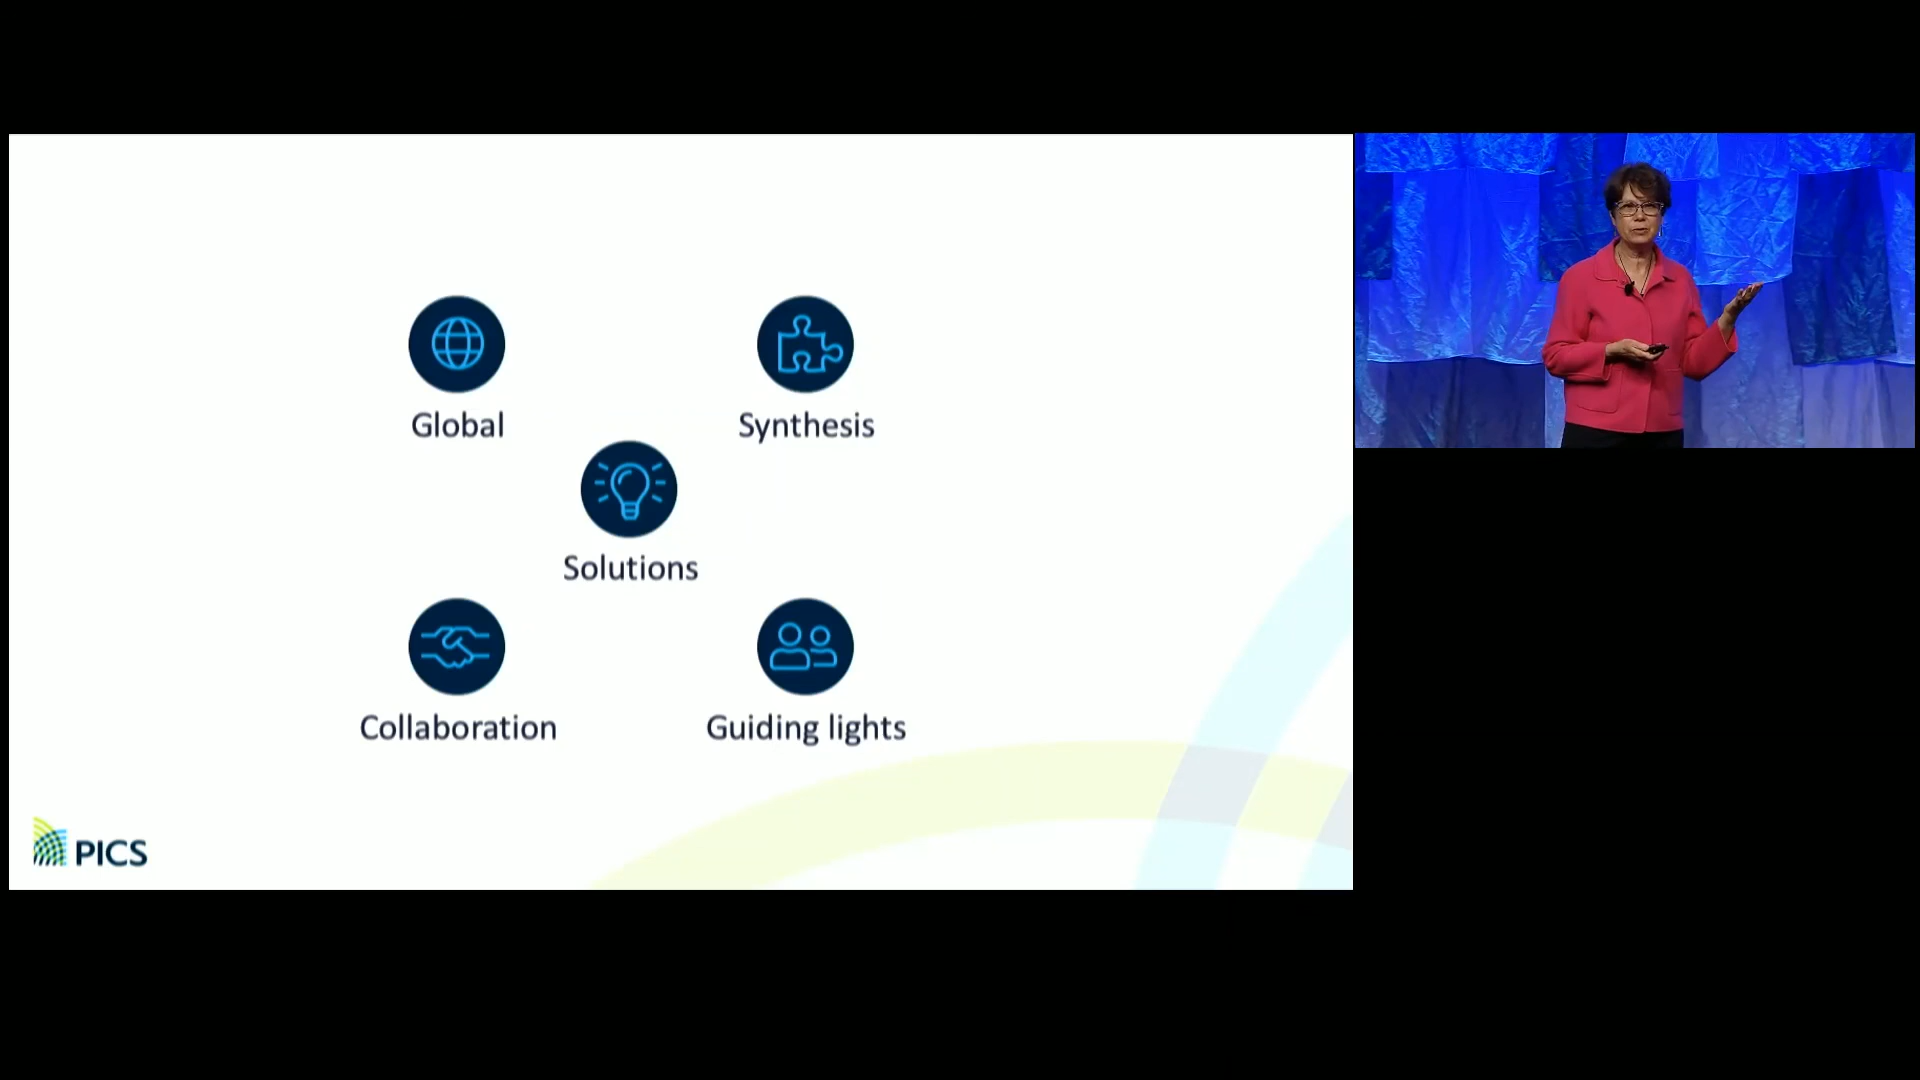 Global
Synthesis
Solutions
Collaboration
Guiding lights
PICS